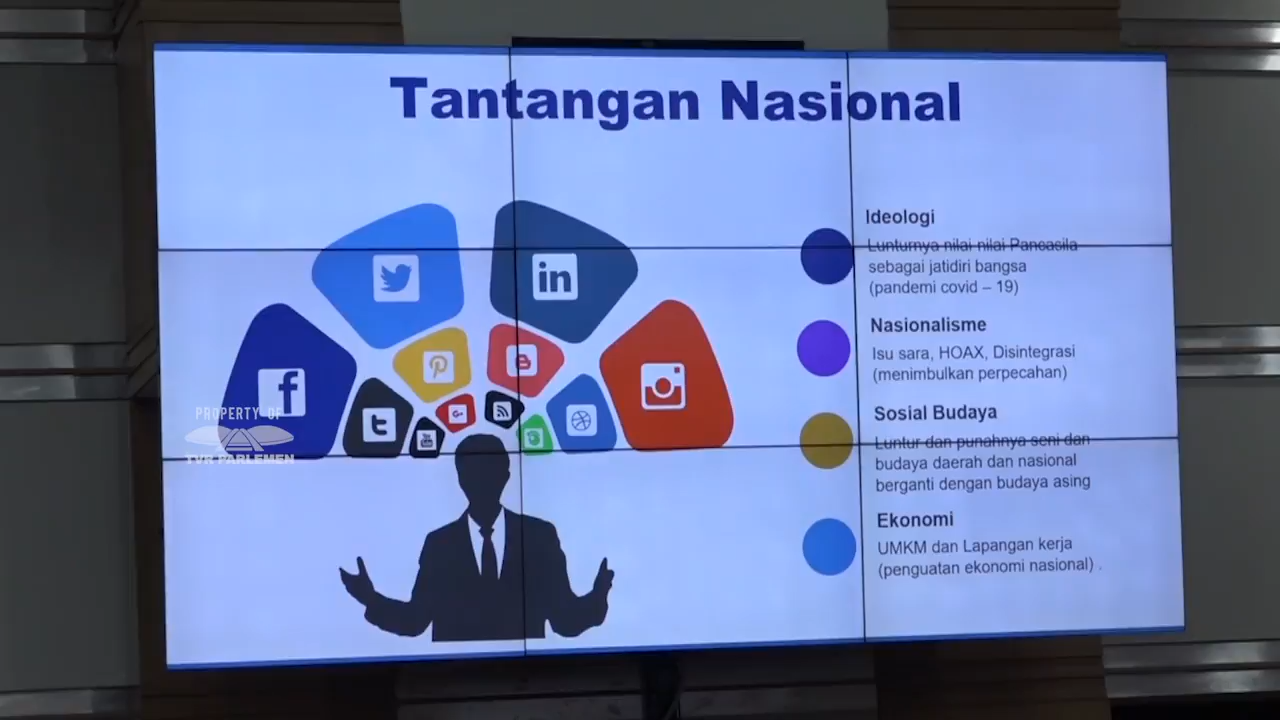 Tantangan Nasional
Ideologi
Lunturnya nilai nilai Pancasila
sebagai jatidiri bangsa
(pandemi covid – 19)
Nasionalisme
Isu sara, HOAX, Disintegrasi
(menimbulkan perpecahan)
Sosial Budaya
Luntur dan punahnya seni dan
budaya daerah dan nasional
berganti dengan budaya asing
Ekonomi
UMKM dan Lapangan kerja
(penguatan ekonomi nasional) .
in
f
PROPERTY OF
TVR PARLEMEN